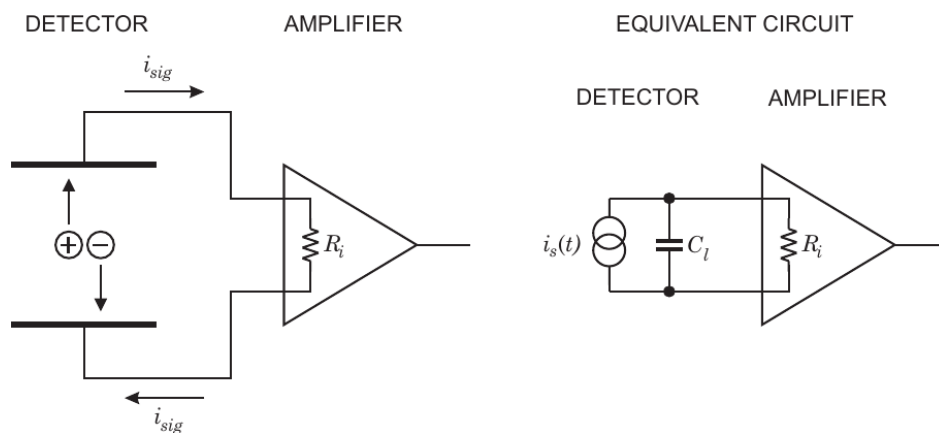 DETECTOR AMPLIFIER EQUIVALENT CIRCUIT
i_sig
DETECTOR AMPLIFIER
+ −
R_i
i_s(t) C_l R_i
i_sig